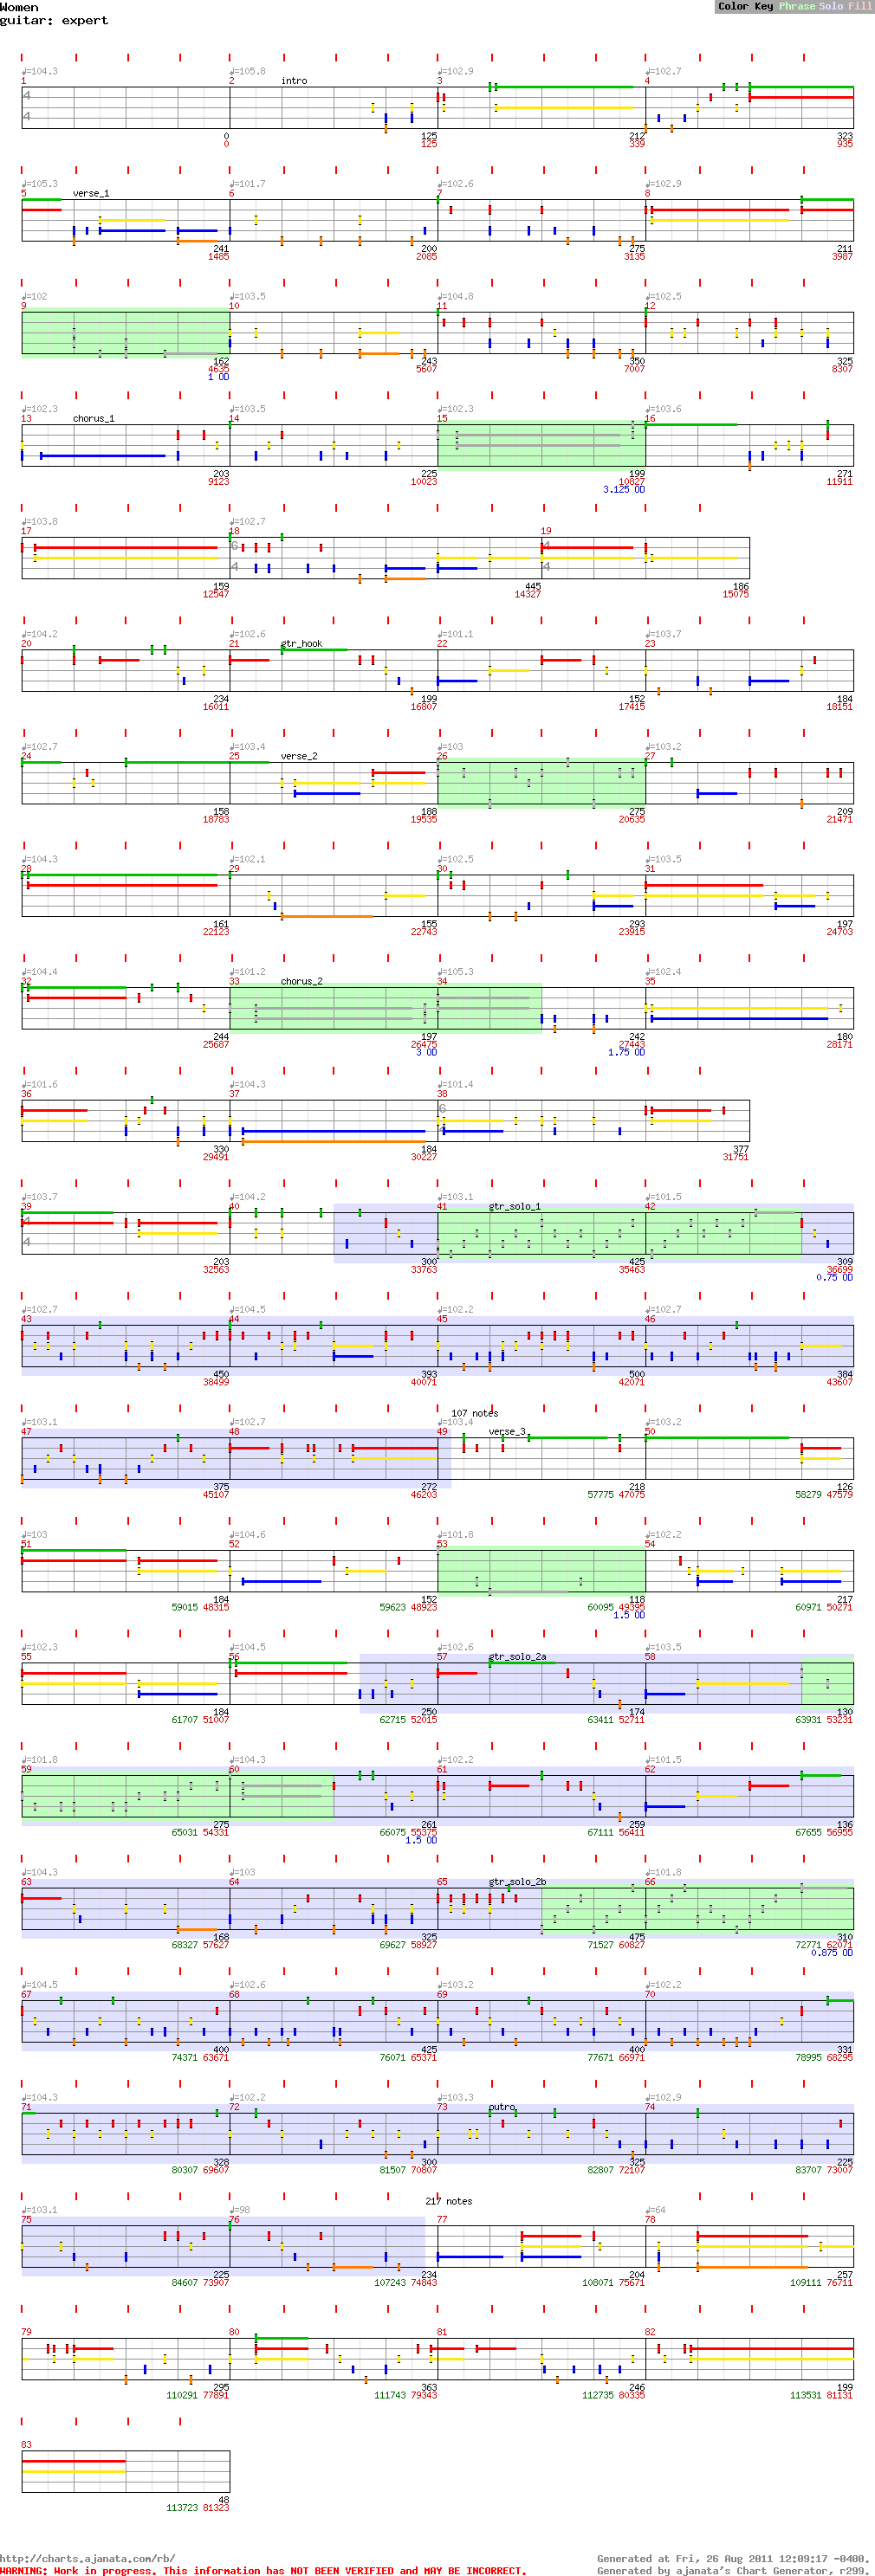 Women
Color Key Phrase Solo Fill
guitar: expert
♩=104.3 ♩=105.8 ♩=102.9 ♩=102.7
1 2 intro 3 4
4
4
0 125 212 323
0 125 339 935
♩=105.3 ♩=101.7 ♩=102.6 ♩=102.9
5 verse_1 6 7 8
241 200 275 211
1485 2085 3135 3987
♩=102 ♩=103.5 ♩=104.8 ♩=102.5
9 10 11 12
162 243 350 325
4635 5607 7007 8307
1 OD
♩=102.3 ♩=103.5 ♩=102.3 ♩=103.6
13 chorus_1 14 15 16
203 225 199 271
9123 10023 10827 11911
3.125 OD
♩=103.8 ♩=102.7
17 18 19
6 4
4 4
159 445 186
12547 14327 15075
♩=104.2 ♩=102.6 ♩=101.1 ♩=103.7
20 21 gtr_hook 22 23
234 199 152 184
16011 16807 17415 18151
♩=102.7 ♩=103.4 ♩=103 ♩=103.2
24 25 verse_2 26 27
158 188 275 209
18783 19535 20635 21471
♩=104.3 ♩=102.1 ♩=102.5 ♩=103.5
28 29 30 31
161 155 293 197
22123 22743 23915 24703
♩=104.4 ♩=101.2 ♩=105.3 ♩=102.4
32 33 chorus_2 34 35
244 197 242 180
25687 26475 27443 28171
3 OD 1.75 OD
♩=101.6 ♩=104.3 ♩=101.4
36 37 38
6
4
330 184 377
29491 30227 31751
♩=103.7 ♩=104.2 ♩=103.1 ♩=101.5
39 40 41 gtr_solo_1 42
4
4
203 300 425 309
32563 33763 35463 36699
0.75 OD
♩=102.7 ♩=104.5 ♩=102.2 ♩=102.7
43 44 45 46
450 393 500 384
38499 40071 42071 43607
107 notes
♩=103.1 ♩=102.7 ♩=103.4 ♩=103.2
47 48 49 verse_3 50
375 272 218 126
45107 46203 57775 47075 58279 47579
♩=103 ♩=104.6 ♩=101.8 ♩=102.2
51 52 53 54
184 152 118 217
59015 48315 59623 48923 60095 49395 60971 50271
1.5 OD
♩=102.3 ♩=104.5 ♩=102.6 ♩=103.5
55 56 57 gtr_solo_2a 58
184 250 174 130
61707 51007 62715 52015 63411 52711 63931 53231
♩=101.8 ♩=104.3 ♩=102.2 ♩=101.5
59 60 61 62
275 261 259 136
65031 54331 66075 55375 67111 56411 67655 56955
1.5 OD
♩=104.3 ♩=103 ♩=101.8
63 64 65 gtr_solo_2b 66
168 325 475 310
68327 57627 69627 58927 71527 60827 72771 62071
0.875 OD
♩=104.5 ♩=102.6 ♩=103.2 ♩=102.2
67 68 69 70
400 425 400 331
74371 63671 76071 65371 77671 66971 78995 68295
♩=104.3 ♩=102.2 ♩=103.3 ♩=102.9
71 72 73 outro 74
328 300 325 225
80307 69607 81507 70807 82807 72107 83707 73007
217 notes
♩=103.1 ♩=98 ♩=64
75 76 77 78
225 234 204 257
84607 73907 107243 74843 108071 75671 109111 76711
79 80 81 82
295 363 246 199
110291 77891 111743 79343 112735 80335 113531 81131
83
48
113723 81323
http://charts.ajanata.com/rb/
Generated at Fri, 26 Aug 2011 12:09:17 -0400.
WARNING: Work in progress. This information has NOT BEEN VERIFIED and MAY BE INCORRECT.
Generated by ajanata's Chart Generator, r299.